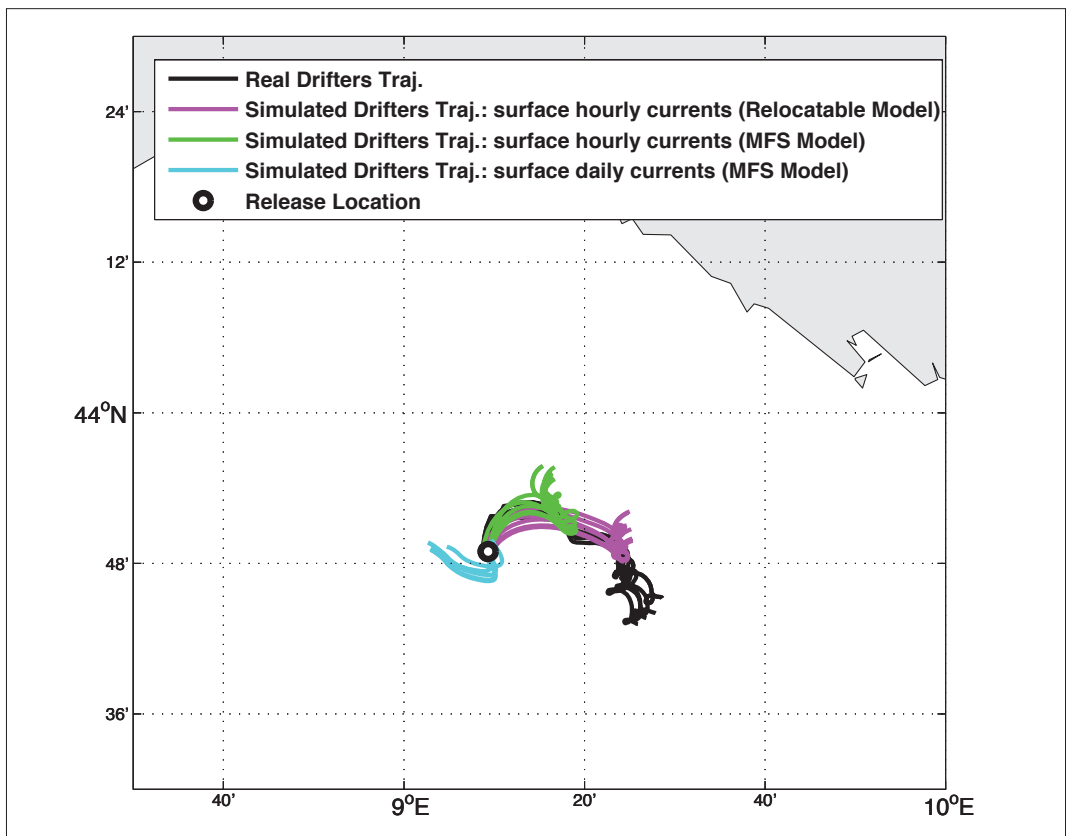 Real Drifters Traj.
Simulated Drifters Traj.: surface hourly currents (Relocatable Model)
Simulated Drifters Traj.: surface hourly currents (MFS Model)
Simulated Drifters Traj.: surface daily currents (MFS Model)
Release Location
24'
12'
44°N
48'
36'
40'
9°E
20'
40'
10°E